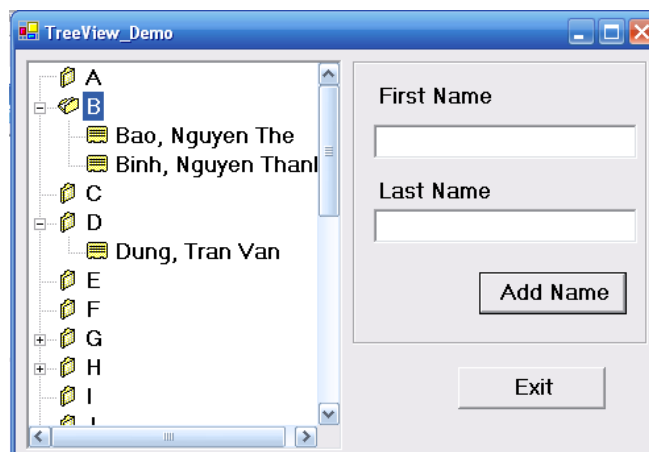 TreeView_Demo
A
B
Bao, Nguyen The
Binh, Nguyen Thanl
C
D
Dung, Tran Van
E
F
G
H
I
First Name
Last Name
Add Name
Exit